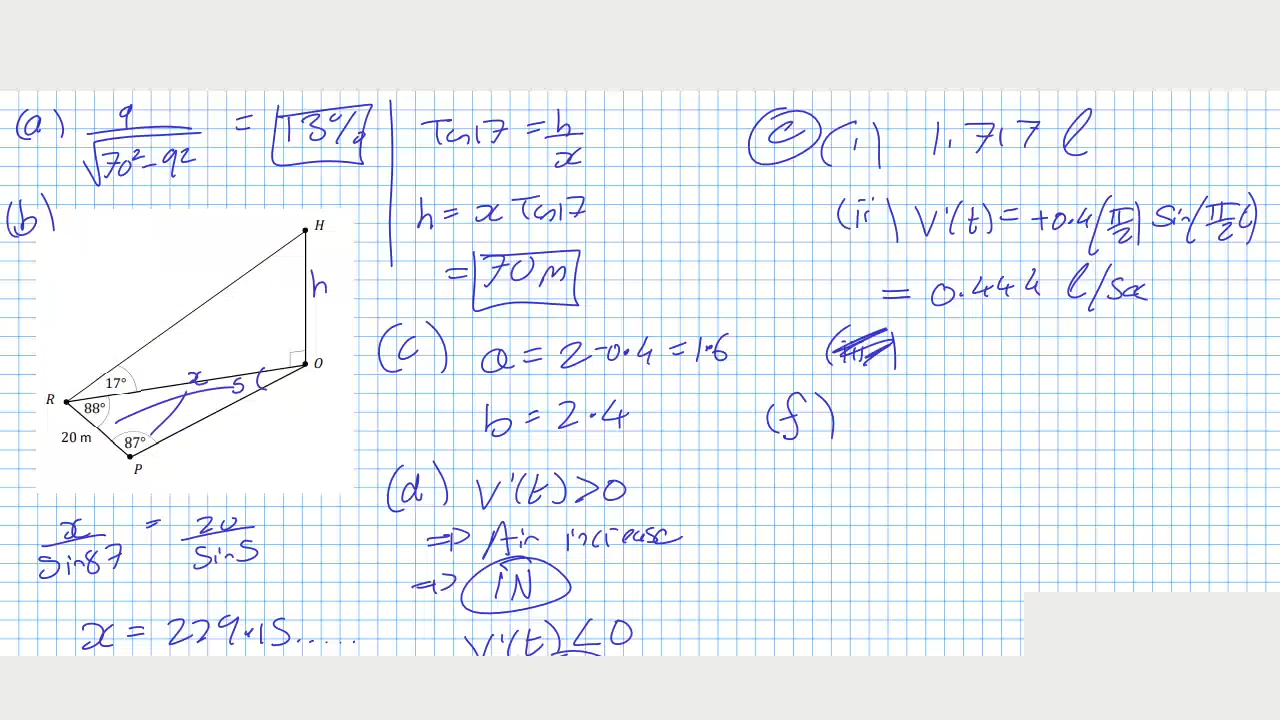 (a) 9/√(70²-9²) = 13%
(b)
H
h
O
17°
x
5
R
88°
20 m
87°
P
x/Sin87 = 20/Sin5
x = 229.15.....
Tan17 = h/x
h = x Tan17
= 70m
(c) a = 2-0.4 = 1.6
b = 2.4
(d) V'(t) > 0
=> Air increase
=> IN
V'(t) < 0
(e) (i) 1.717 l
(ii) V'(t) = +0.4(π/2) Sin(π/2 t)
= 0.444 l/sec
(iii)
(f)